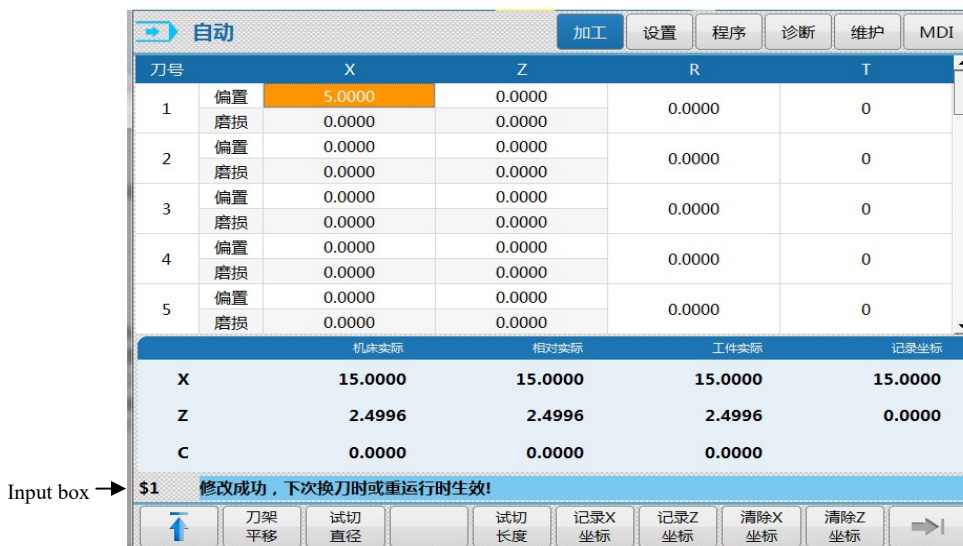 自动 加工 设置 程序 诊断 维护 MDI
刀号 X Z R T
1 偏置 5.0000 0.0000 0.0000 0
磨损 0.0000 0.0000
2 偏置 0.0000 0.0000 0.0000 0
磨损 0.0000 0.0000
3 偏置 0.0000 0.0000 0.0000 0
磨损 0.0000 0.0000
4 偏置 0.0000 0.0000 0.0000 0
磨损 0.0000 0.0000
5 偏置 0.0000 0.0000 0.0000 0
磨损 0.0000 0.0000
机床实际 相对实际 工件实际 记录坐标
X 15.0000 15.0000 15.0000 15.0000
Z 2.4996 2.4996 2.4996 0.0000
C 0.0000 0.0000 0.0000
Input box $1 修改成功，下次换刀时或重运行时生效!
刀架 试切 试切 记录X 记录Z 清除X 清除Z
平移 直径 长度 坐标 坐标 坐标 坐标